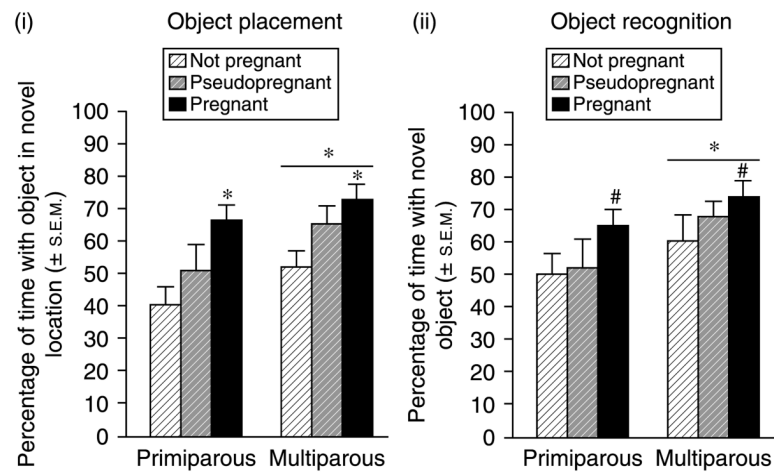 (i) Object placement
Not pregnant
Pseudopregnant
Pregnant
Percentage of time with object in novel
location (± S.E.M.)
100
90
80
70
60
50
40
30
20
10
0
*
*
*
Primiparous Multiparous
(ii) Object recognition
Not pregnant
Pseudopregnant
Pregnant
Percentage of time with novel
object (± S.E.M.)
100
90
80
70
60
50
40
30
20
10
0
#
*
#
Primiparous Multiparous